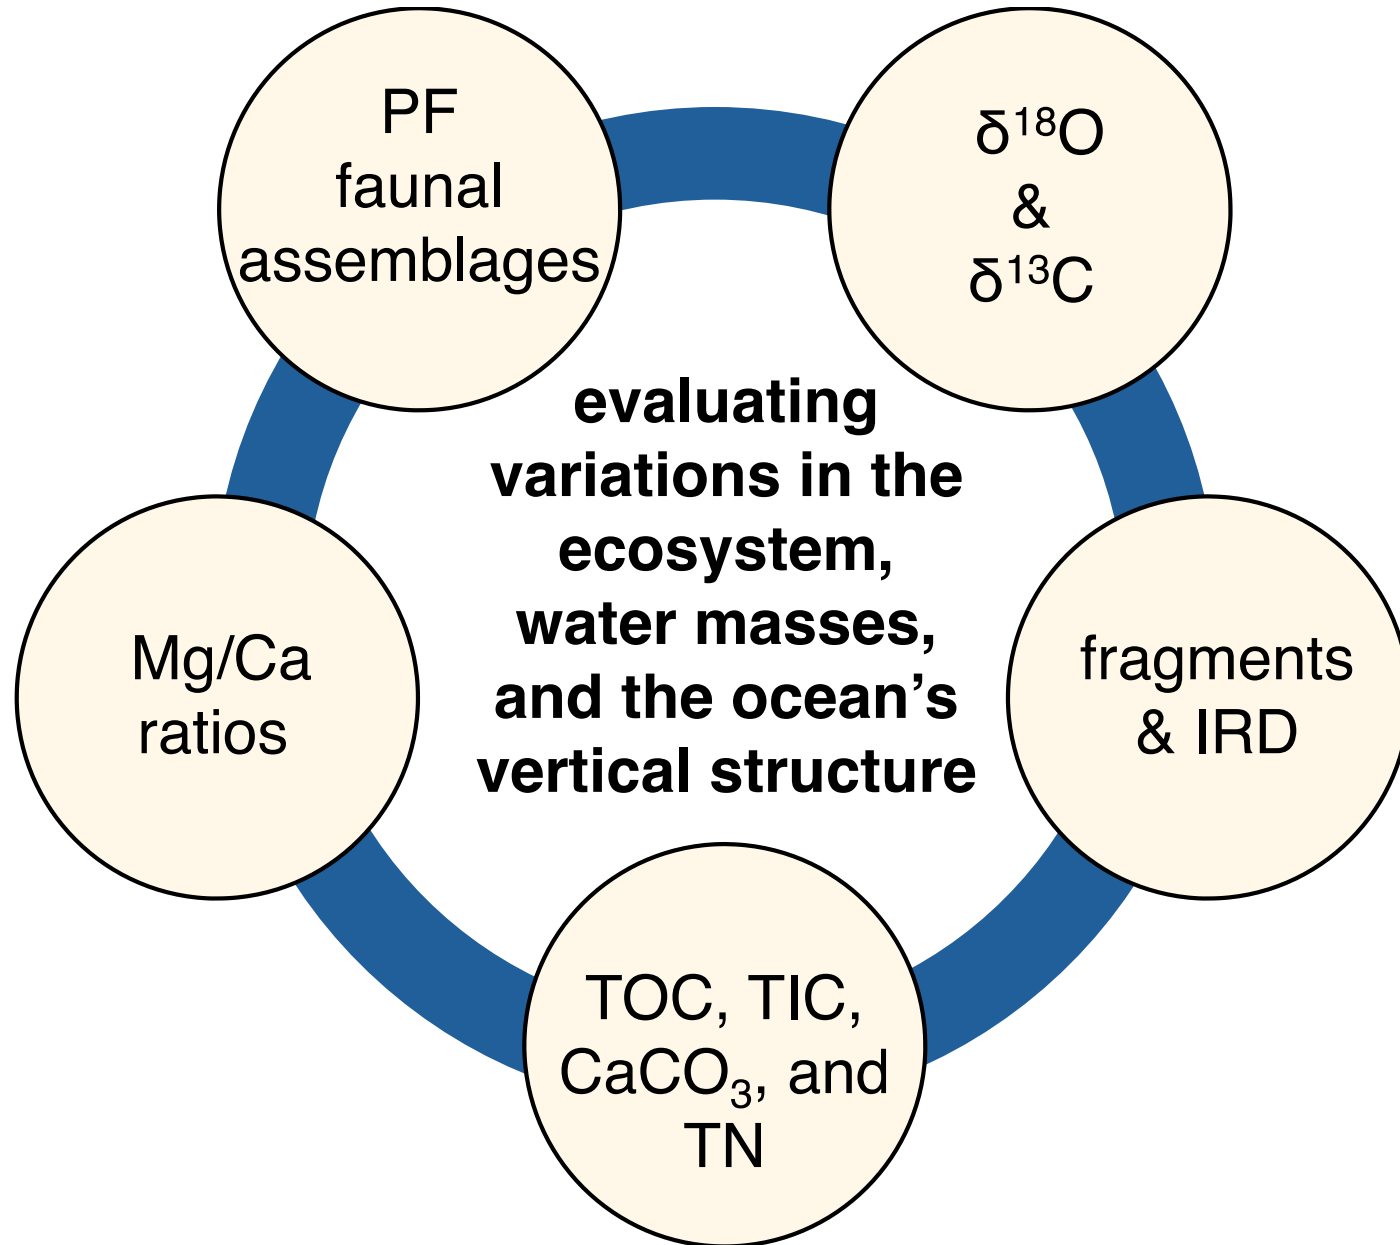 PF
faunal
assemblages
δ¹⁸O
&
δ¹³C
evaluating
variations in the
ecosystem,
water masses,
and the ocean’s
vertical structure
Mg/Ca
ratios
fragments
& IRD
TOC, TIC,
CaCO₃, and
TN